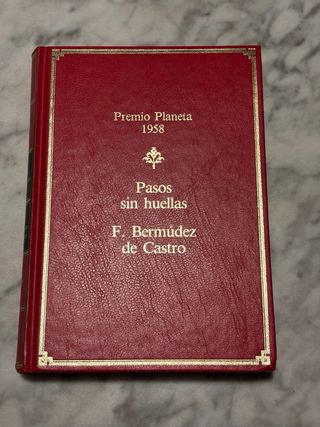 Premio Planeta
1958
Pasos
sin huellas
F. Bermúdez
de Castro